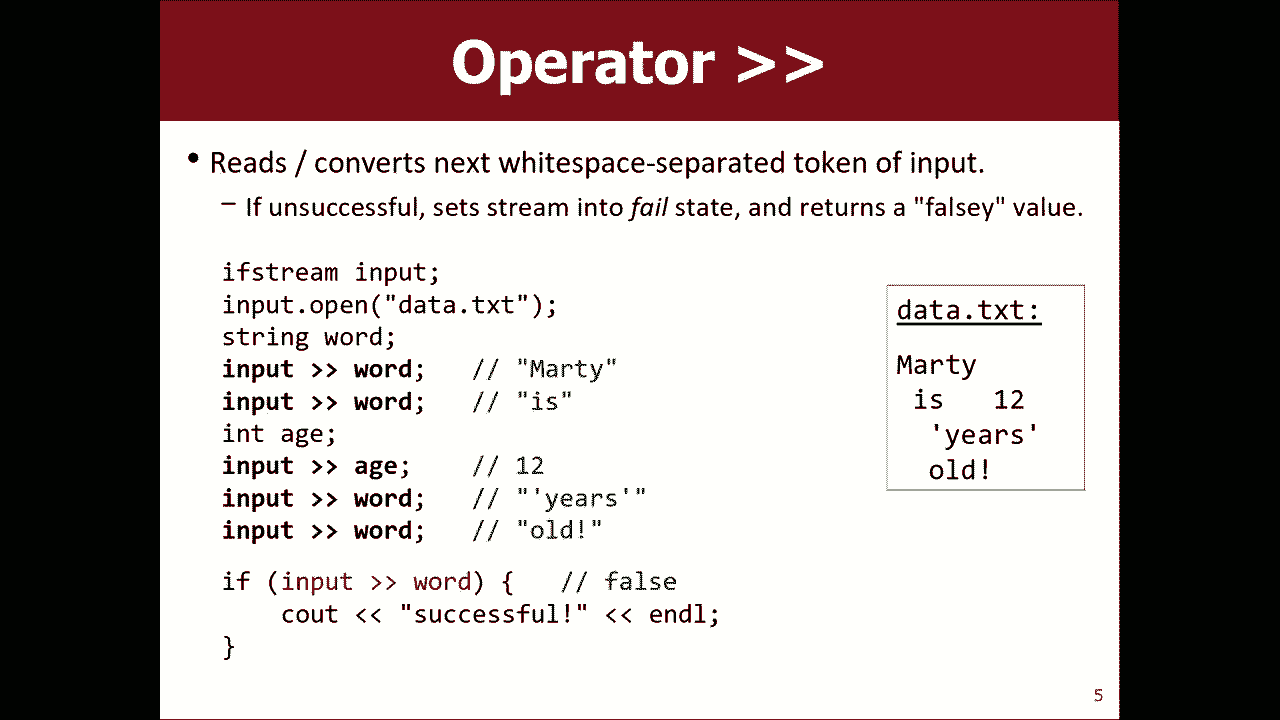 Operator >>
• Reads / converts next whitespace-separated token of input.
– If unsuccessful, sets stream into fail state, and returns a "falsey" value.
ifstream input;
input.open("data.txt");
string word;
input >> word;   // "Marty"
input >> word;   // "is"
int age;
input >> age;    // 12
input >> word;   // "'years'"
input >> word;   // "old!"
if (input >> word) {   // false
    cout << "successful!" << endl;
}
data.txt:
Marty
 is   12
  'years'
  old!
5